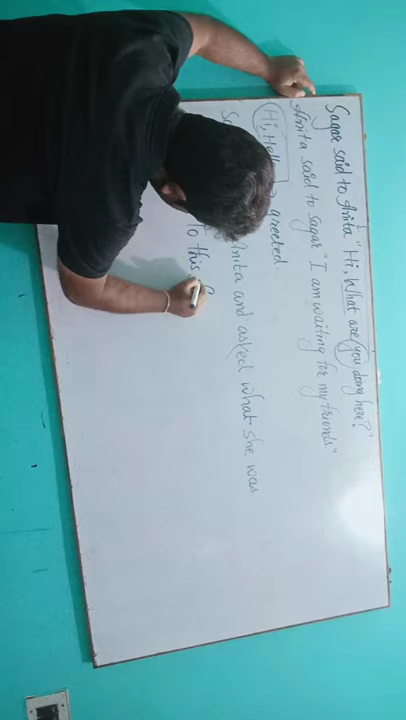 Sagar said to Anita "Hi, What are you doing here?"
Anita said to Sagar "I am waiting for my friends"
Hi, Hello greeted.
Anita and asked what she was
To this